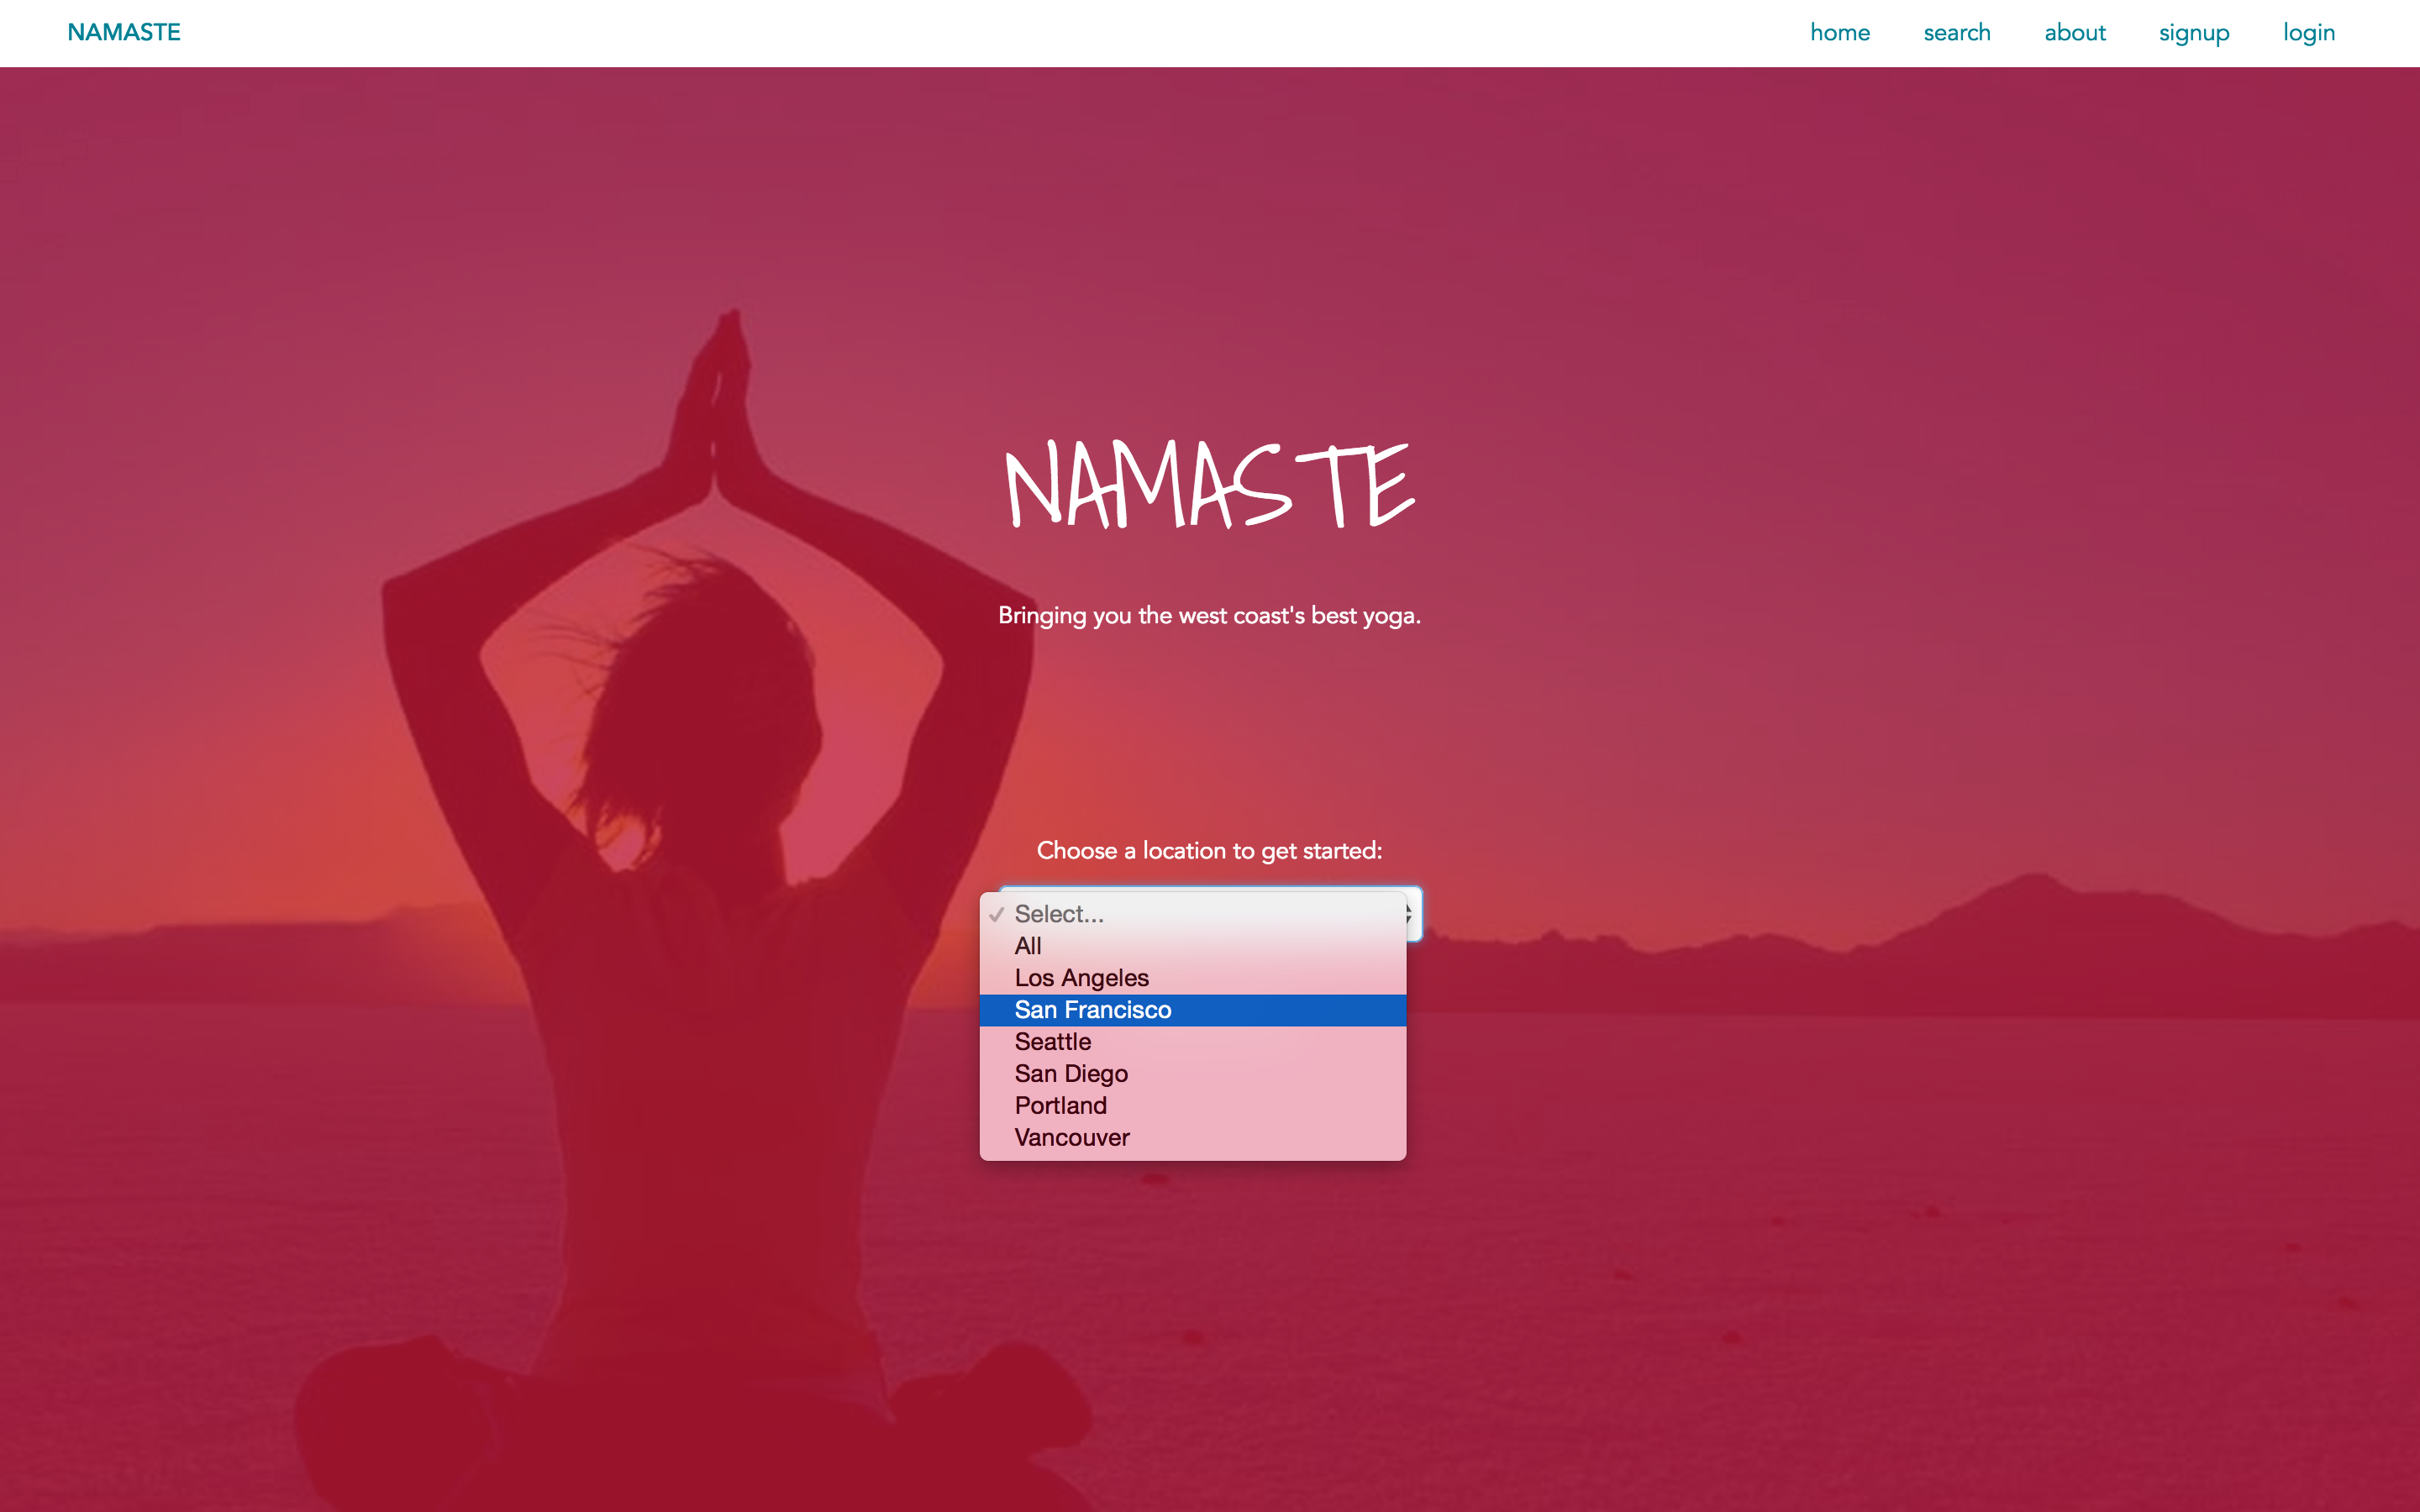 NAMASTE home search about signup login
NAMASTE
Bringing you the west coast's best yoga.
Choose a location to get started:
Select...
All
Los Angeles
San Francisco
Seattle
San Diego
Portland
Vancouver